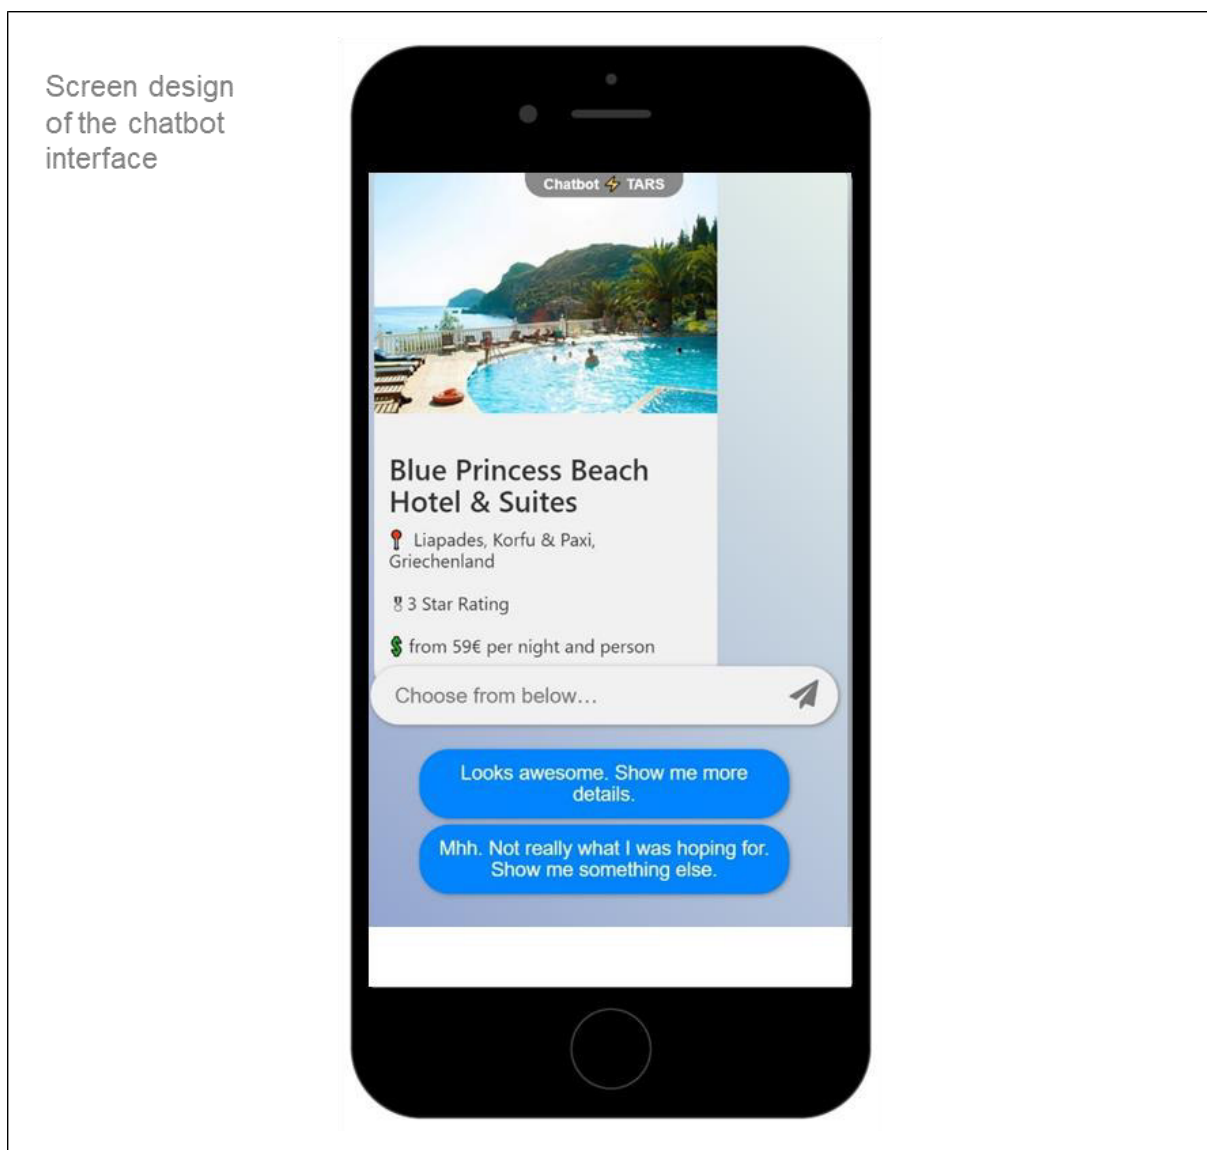 Screen design
of the chatbot
interface
Chatbot ⚡ TARS
Blue Princess Beach
Hotel & Suites
Liapades, Korfu & Paxi,
Griechenland
3 Star Rating
from 59€ per night and person
Choose from below...
Looks awesome. Show me more
details.
Mhh. Not really what I was hoping for.
Show me something else.